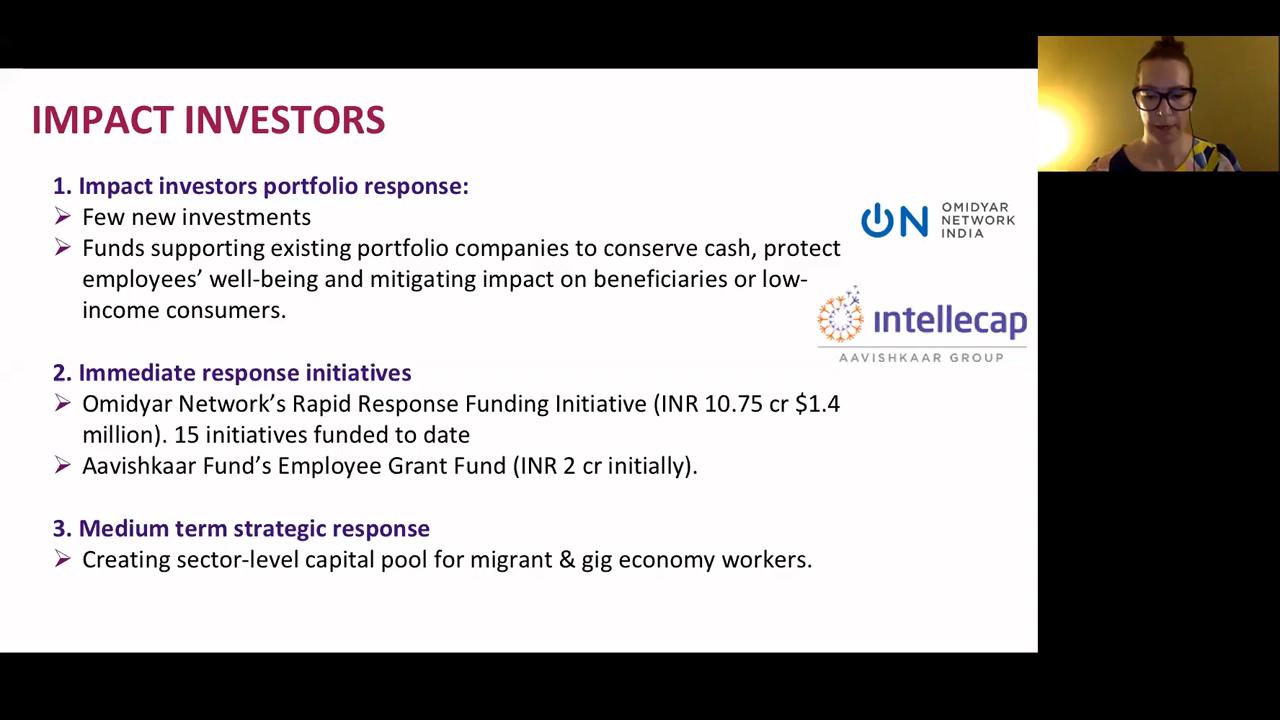 IMPACT INVESTORS
1. Impact investors portfolio response:
➢ Few new investments
➢ Funds supporting existing portfolio companies to conserve cash, protect
employees’ well-being and mitigating impact on beneficiaries or low-
income consumers.
2. Immediate response initiatives
➢ Omidyar Network’s Rapid Response Funding Initiative (INR 10.75 cr $1.4
million). 15 initiatives funded to date
➢ Aavishkaar Fund’s Employee Grant Fund (INR 2 cr initially).
3. Medium term strategic response
➢ Creating sector-level capital pool for migrant & gig economy workers.
ON
OMIDYAR
NETWORK
INDIA
intellecap
AAVISHKAAR GROUP